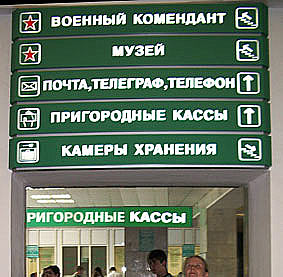 ВОЕННЫЙ КОМЕНДАНТ
МУЗЕЙ
ПОЧТА,ТЕЛЕГРАФ,ТЕЛЕФОН
ПРИГОРОДНЫЕ КАССЫ
КАМЕРЫ ХРАНЕНИЯ
РИГОРОДНЫЕ КАССЫ